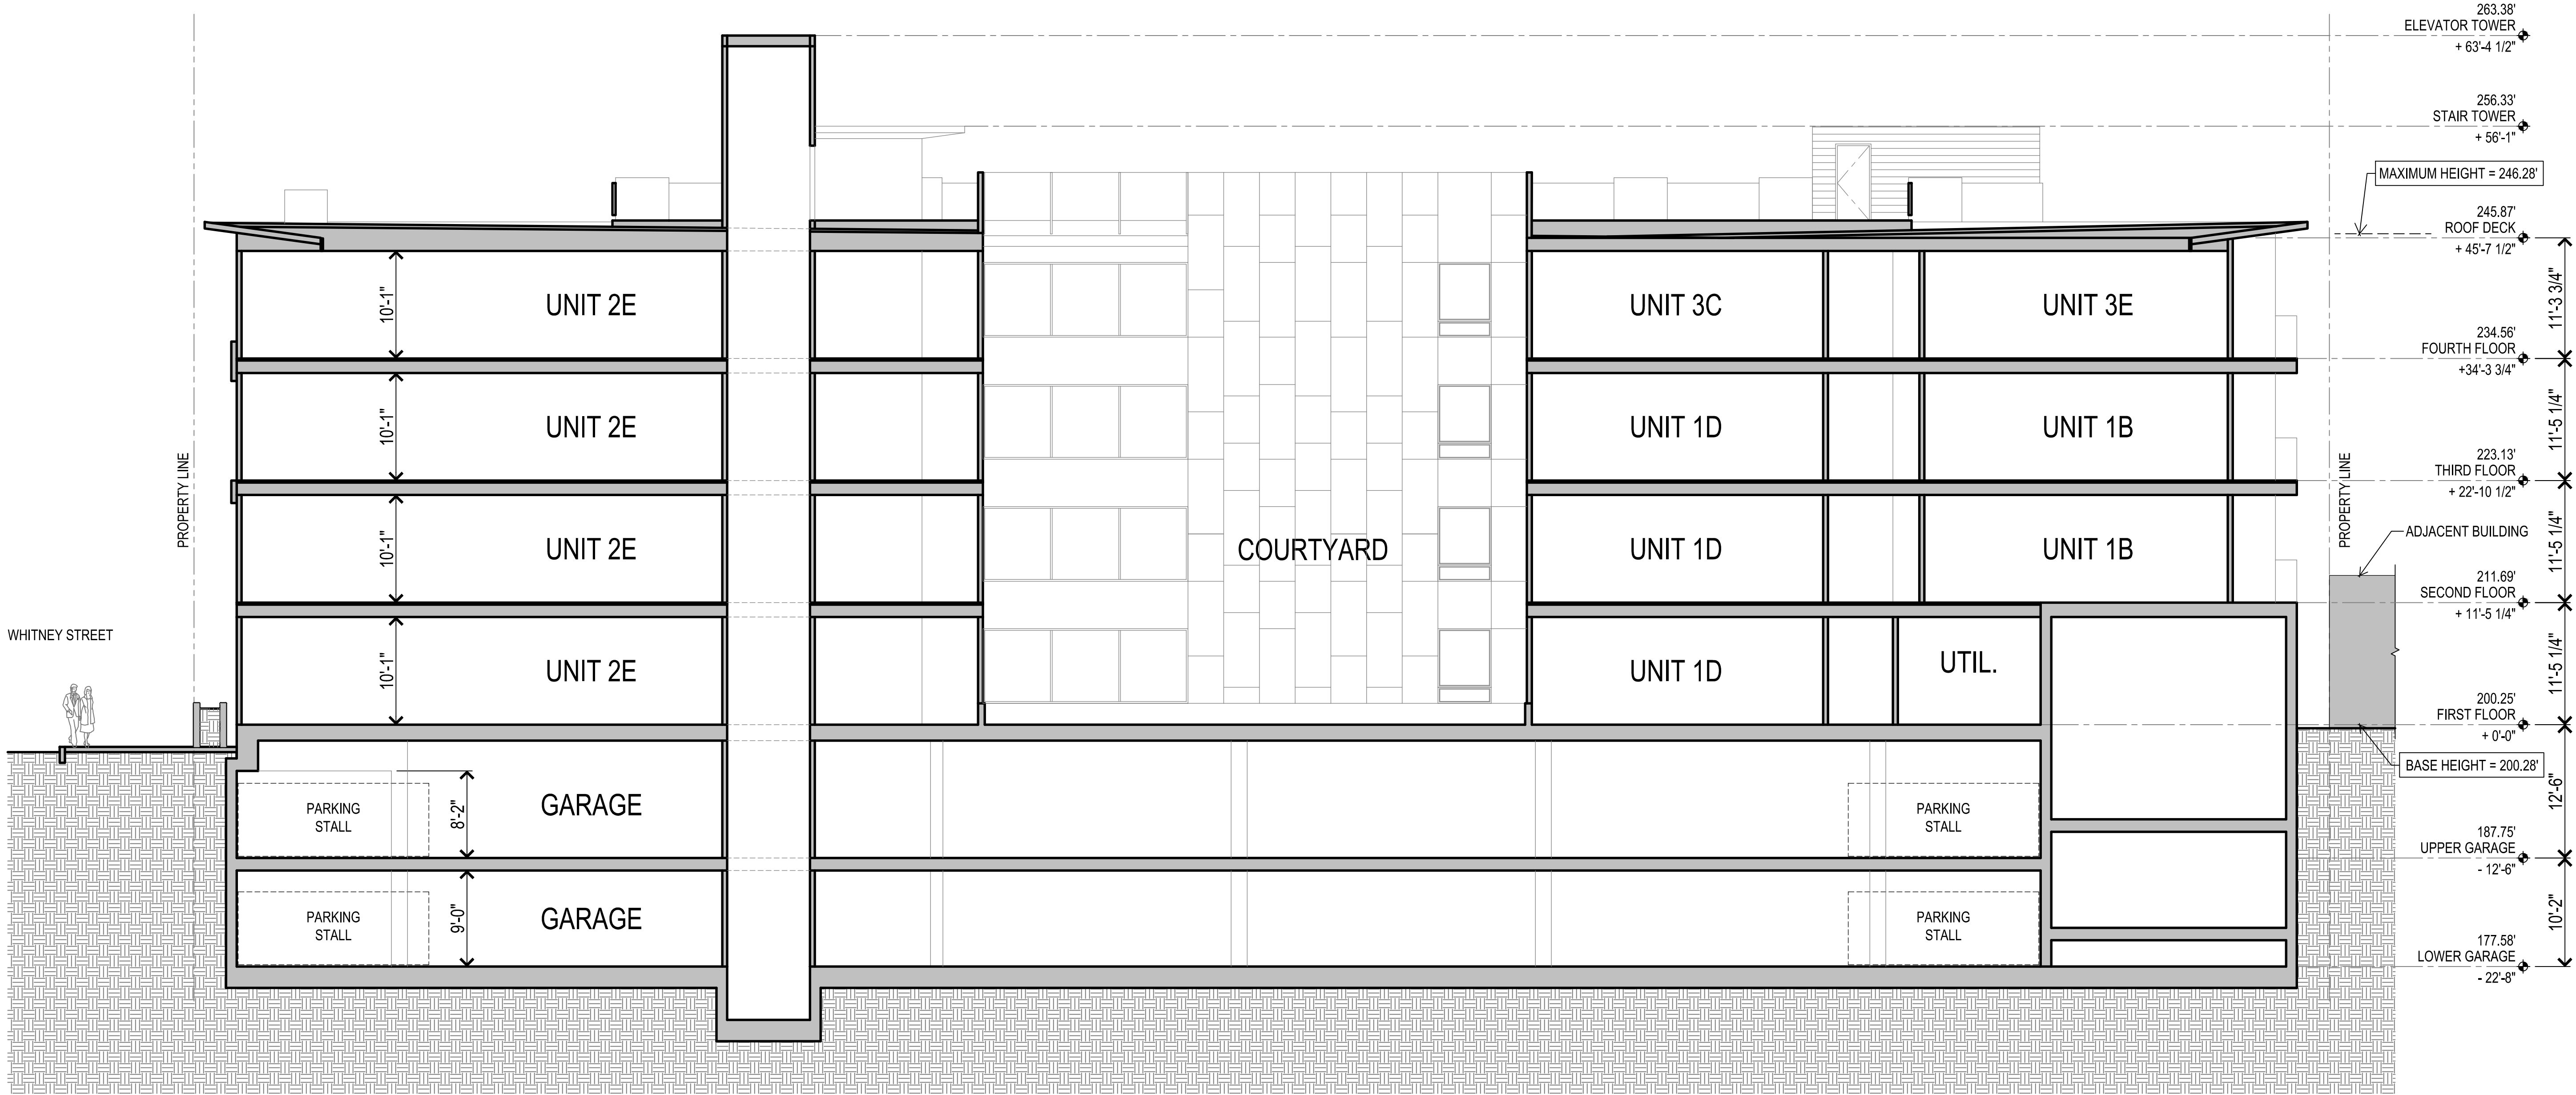 263.38'
ELEVATOR TOWER
+ 63'-4 1/2"
256.33'
STAIR TOWER
+ 56'-1"
MAXIMUM HEIGHT = 246.28'
245.87'
ROOF DECK
+ 45'-7 1/2"
11'-3 3/4"
10'-1"
UNIT 2E
UNIT 3C
UNIT 3E
234.56'
FOURTH FLOOR
+34'-3 3/4"
11'-5 1/4"
10'-1"
UNIT 2E
UNIT 1D
UNIT 1B
PROPERTY LINE
PROPERTY LINE
223.13'
THIRD FLOOR
+ 22'-10 1/2"
ADJACENT BUILDING
11'-5 1/4"
10'-1"
UNIT 2E
COURTYARD
UNIT 1D
UNIT 1B
211.69'
SECOND FLOOR
+ 11'-5 1/4"
WHITNEY STREET
11'-5 1/4"
10'-1"
UNIT 2E
UNIT 1D
UTIL.
200.25'
FIRST FLOOR
+ 0'-0"
BASE HEIGHT = 200.28'
12'-6"
PARKING
STALL
8'-2"
GARAGE
PARKING
STALL
187.75'
UPPER GARAGE
- 12'-6"
10'-2"
PARKING
STALL
9'-0"
GARAGE
PARKING
STALL
177.58'
LOWER GARAGE
- 22'-8"